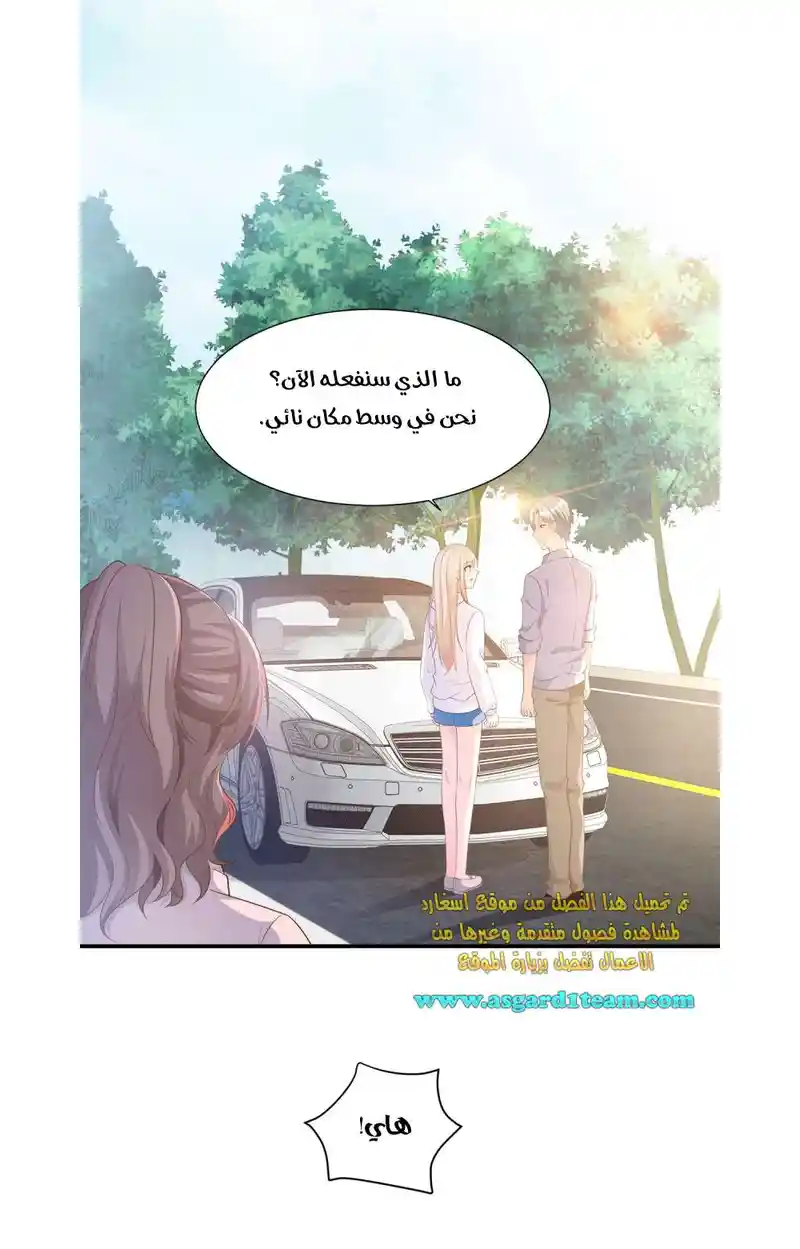 ما الذي سنفعله الآن؟
نحن في وسط مكان نائي.
تم تحميل هذا الفصل من موقع اسغارد
لمشاهدة فصول متقدمة وغيرها من
الاعمال تفضل بزيارة الموقع
www.asgard1team.com
هاي!